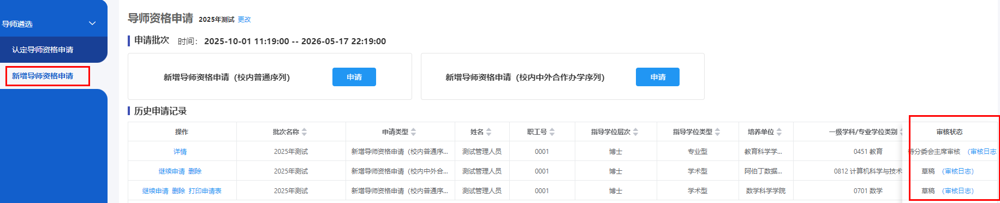 导师遴选
认定导师资格申请
新增导师资格申请
导师资格申请 2025年测试 更改
申请批次 时间： 2025-10-01 11:19:00 -- 2026-05-17 22:19:00
新增导师资格申请（校内普通序列） 申请
新增导师资格申请（校内中外合作办学序列） 申请
历史申请记录
操作 批次名称 申请类型 姓名 职工号 指导学位层次 指导学位类型 培养单位 一级学科/专业学位类别 审核状态
详情 2025年测试 新增导师资格申请（校内普通序... 测试管理人员 0001 博士 专业型 教育科学学... 0451 教育 待分委会主席审核 （审核日志
继续申请 删除 2025年测试 新增导师资格申请（校内中外合... 测试管理人员 0001 博士 学术型 阿伯丁数据... 0812 计算机科学与技术 草稿 （审核日志）
继续申请 删除 打印申请表 2025年测试 新增导师资格申请（校内普通序... 测试管理人员 0001 博士 学术型 数学科学学院 0701 数学 草稿 （审核日志）